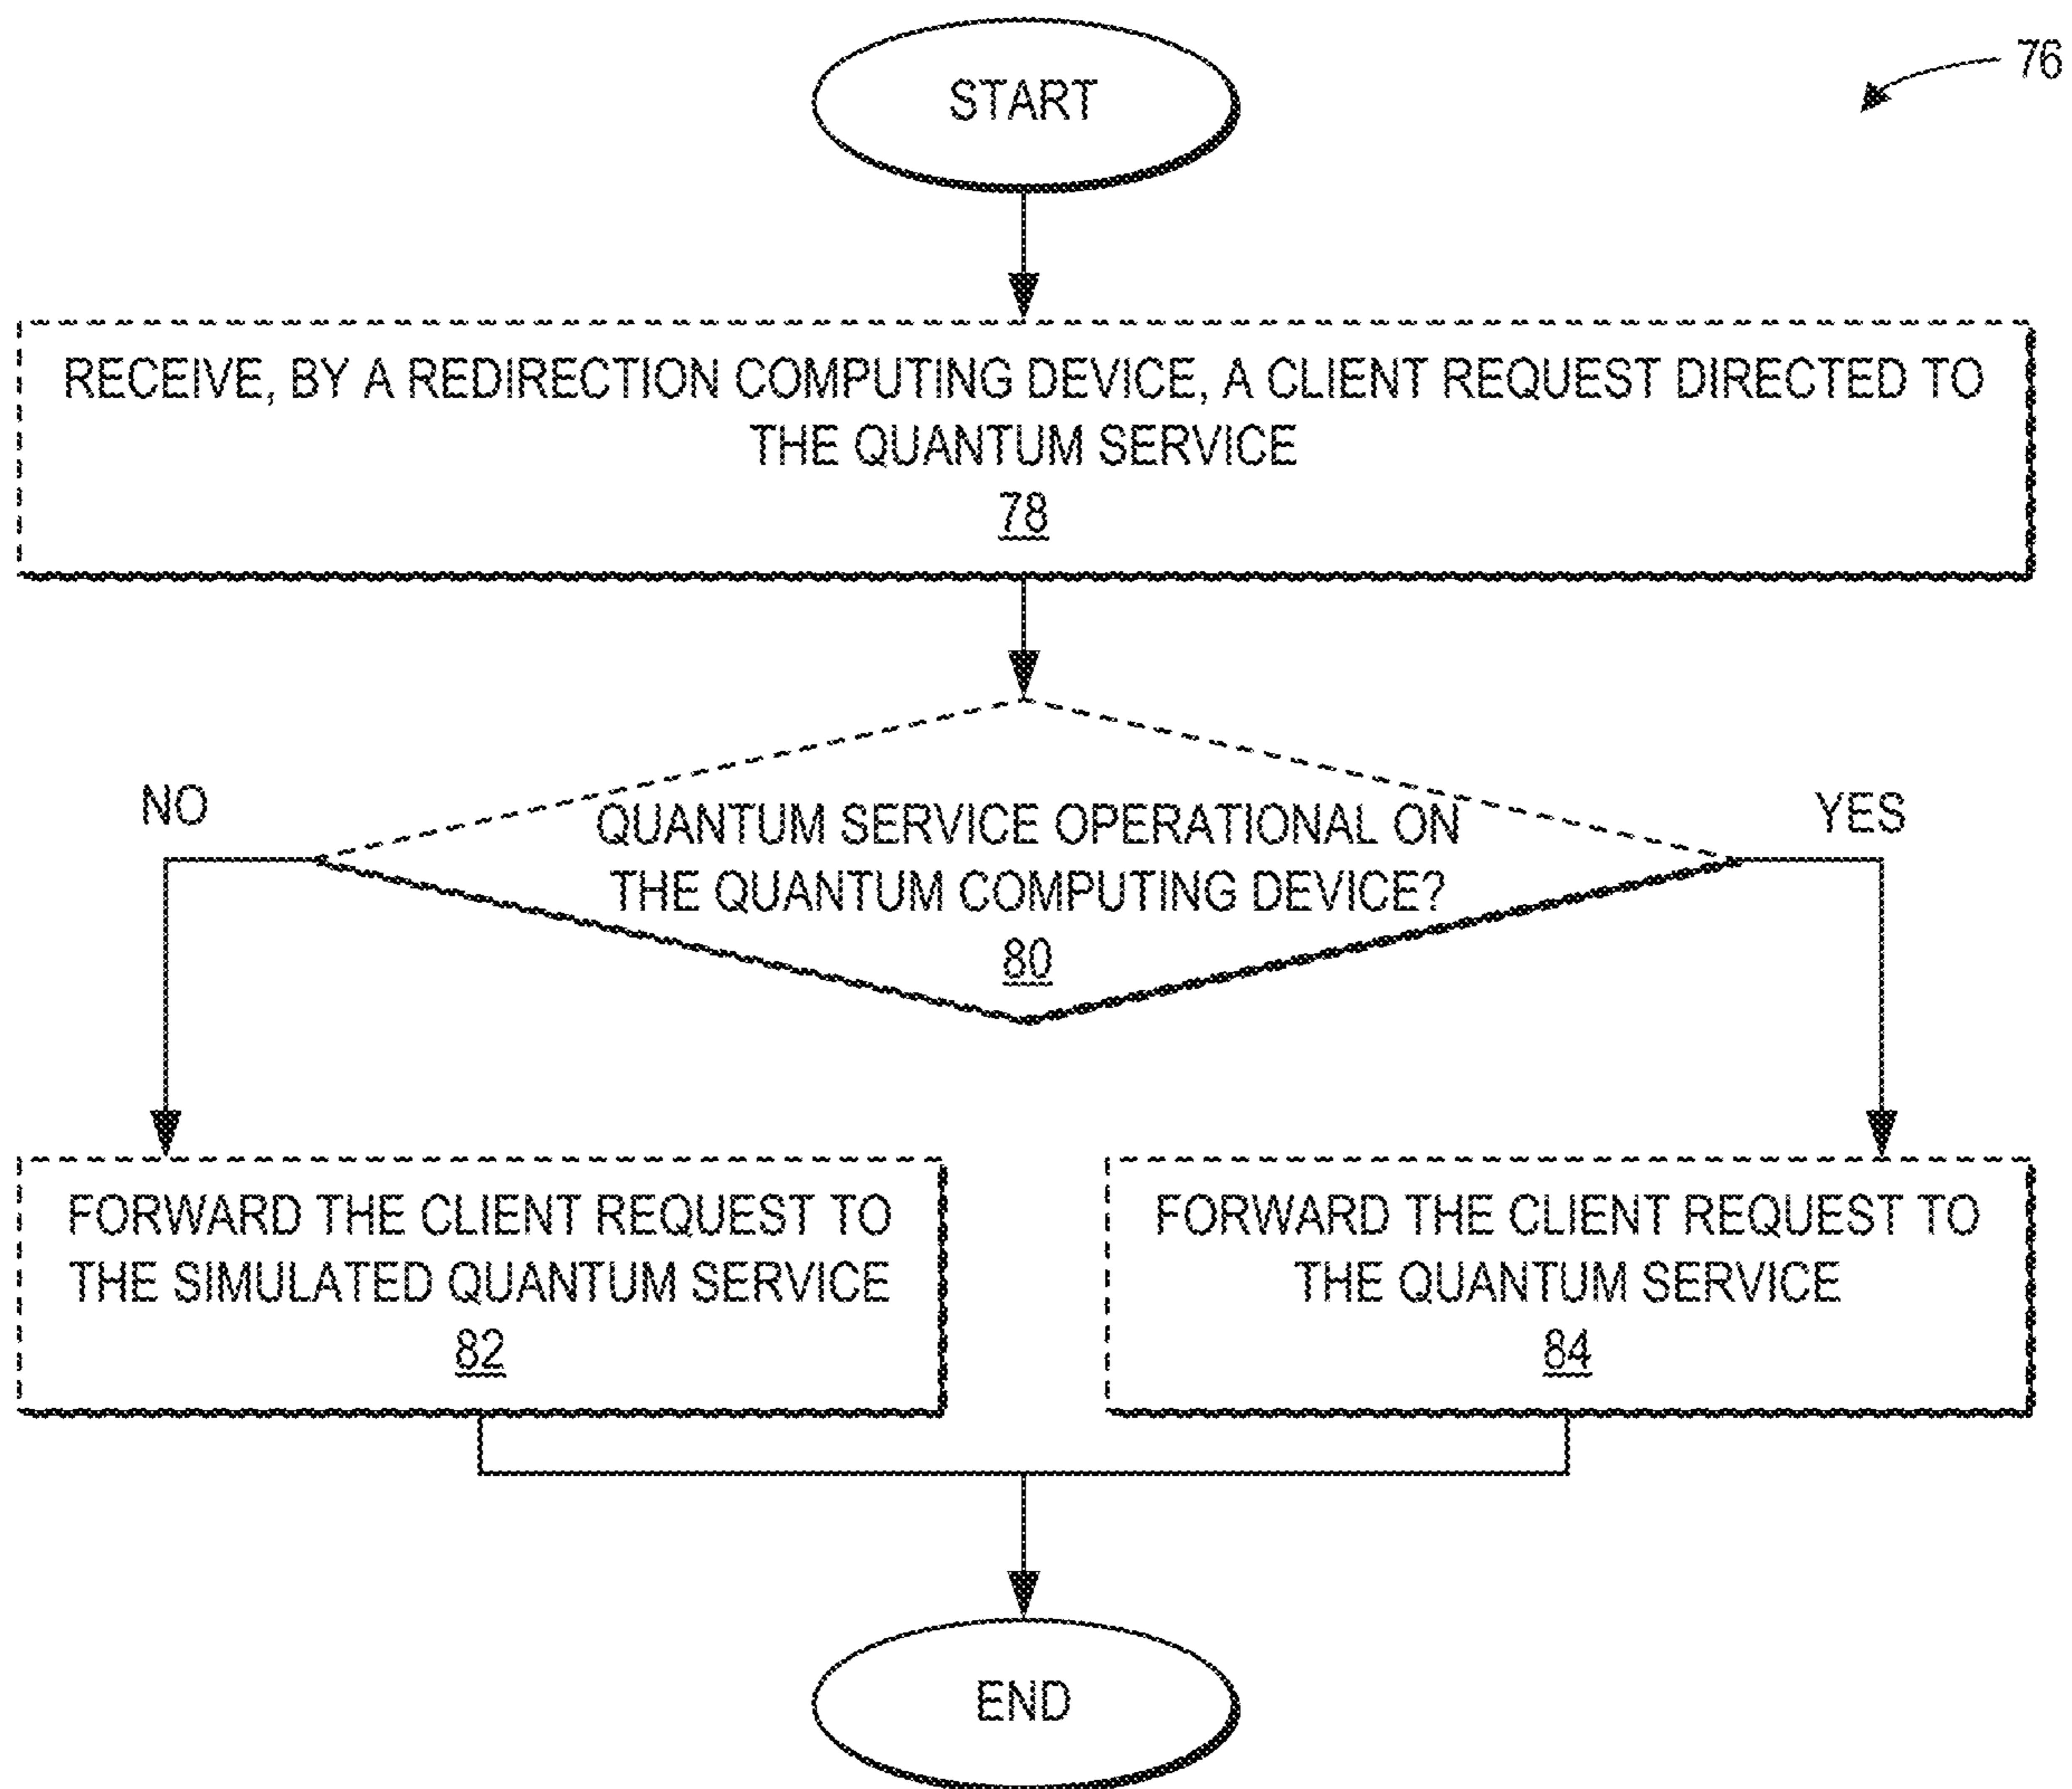 START
76
RECEIVE, BY A REDIRECTION COMPUTING DEVICE, A CLIENT REQUEST DIRECTED TO
THE QUANTUM SERVICE
78
NO
YES
QUANTUM SERVICE OPERATIONAL ON
THE QUANTUM COMPUTING DEVICE?
80
FORWARD THE CLIENT REQUEST TO
THE SIMULATED QUANTUM SERVICE
82
FORWARD THE CLIENT REQUEST TO
THE QUANTUM SERVICE
84
END